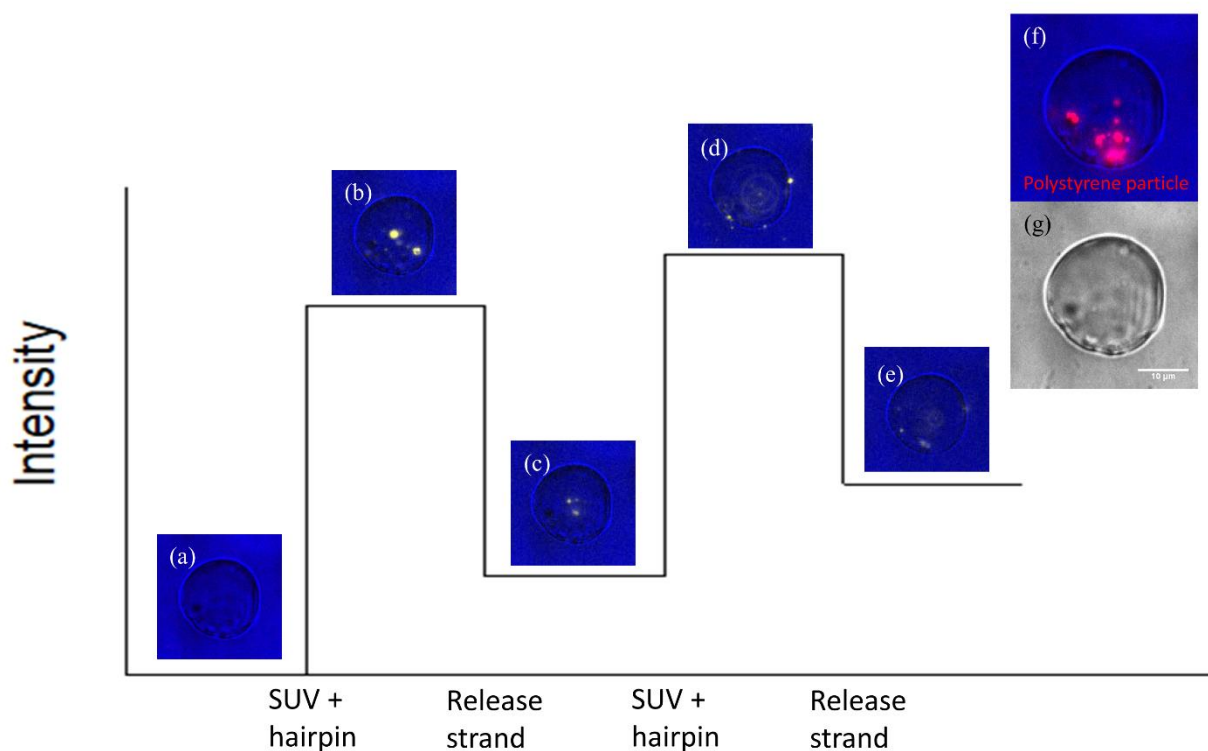 Intensity
(a)
(b)
(c)
(d)
(e)
(f)
Polystyrene particle
(g)
10 µm
SUV +
hairpin
Release
strand
SUV +
hairpin
Release
strand